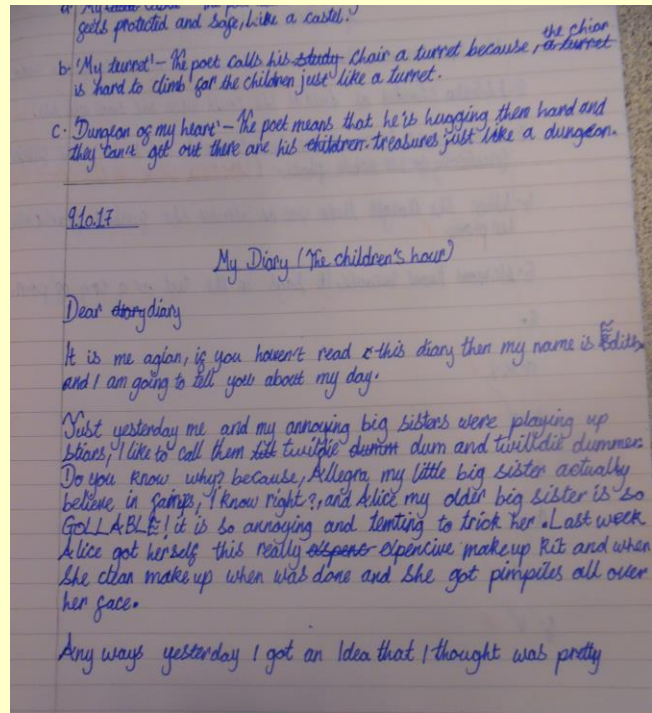 gets protected and safe, like a castel.
b. 'My turret' - The poet calls his study chair a turret because, the chiar a turret
is hard to climb for the children just like a turret.
c. 'Dungeon of my heart' - The poet means that he is hugging them hard and
they can't get out there are his children. treasures just like a dungeon.
9.10.17
My Diary (The children's hour)
Dear diary
It is me agian, if you haven't read this diary then my name is Edith
and I am going to tell you about my day.
Just yesterday me and my annoying big sisters were playing up
stiars, I like to call them twildie dum and twilldie dummer.
Do you know why? because, Allegra, my little big sister actually
believe in fairips, I know right?, and Alice my older big sister is so
GOLLABLE! it is so annoying and temting to trick her. Last week
Alice got herself this really expencive makeup kit and when
she clean makeup when was done and she got pimpiles all over
her face.
Any ways yesterday I got an Idea that I thought was pretty